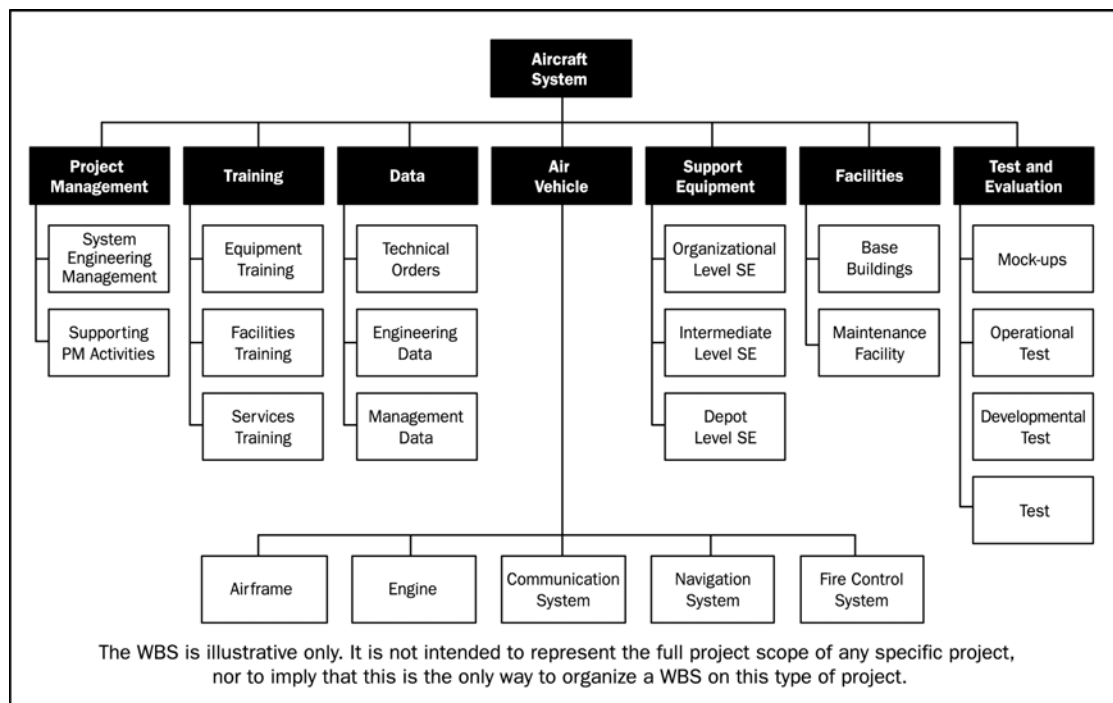 Aircraft
System
Project
Management
Training
Data
Air
Vehicle
Support
Equipment
Facilities
Test and
Evaluation
System
Engineering
Management
Supporting
PM Activities
Equipment
Training
Facilities
Training
Services
Training
Technical
Orders
Engineering
Data
Management
Data
Organizational
Level SE
Intermediate
Level SE
Depot
Level SE
Base
Buildings
Maintenance
Facility
Mock-ups
Operational
Test
Developmental
Test
Test
Airframe
Engine
Communication
System
Navigation
System
Fire Control
System
The WBS is illustrative only. It is not intended to represent the full project scope of any specific project,
nor to imply that this is the only way to organize a WBS on this type of project.